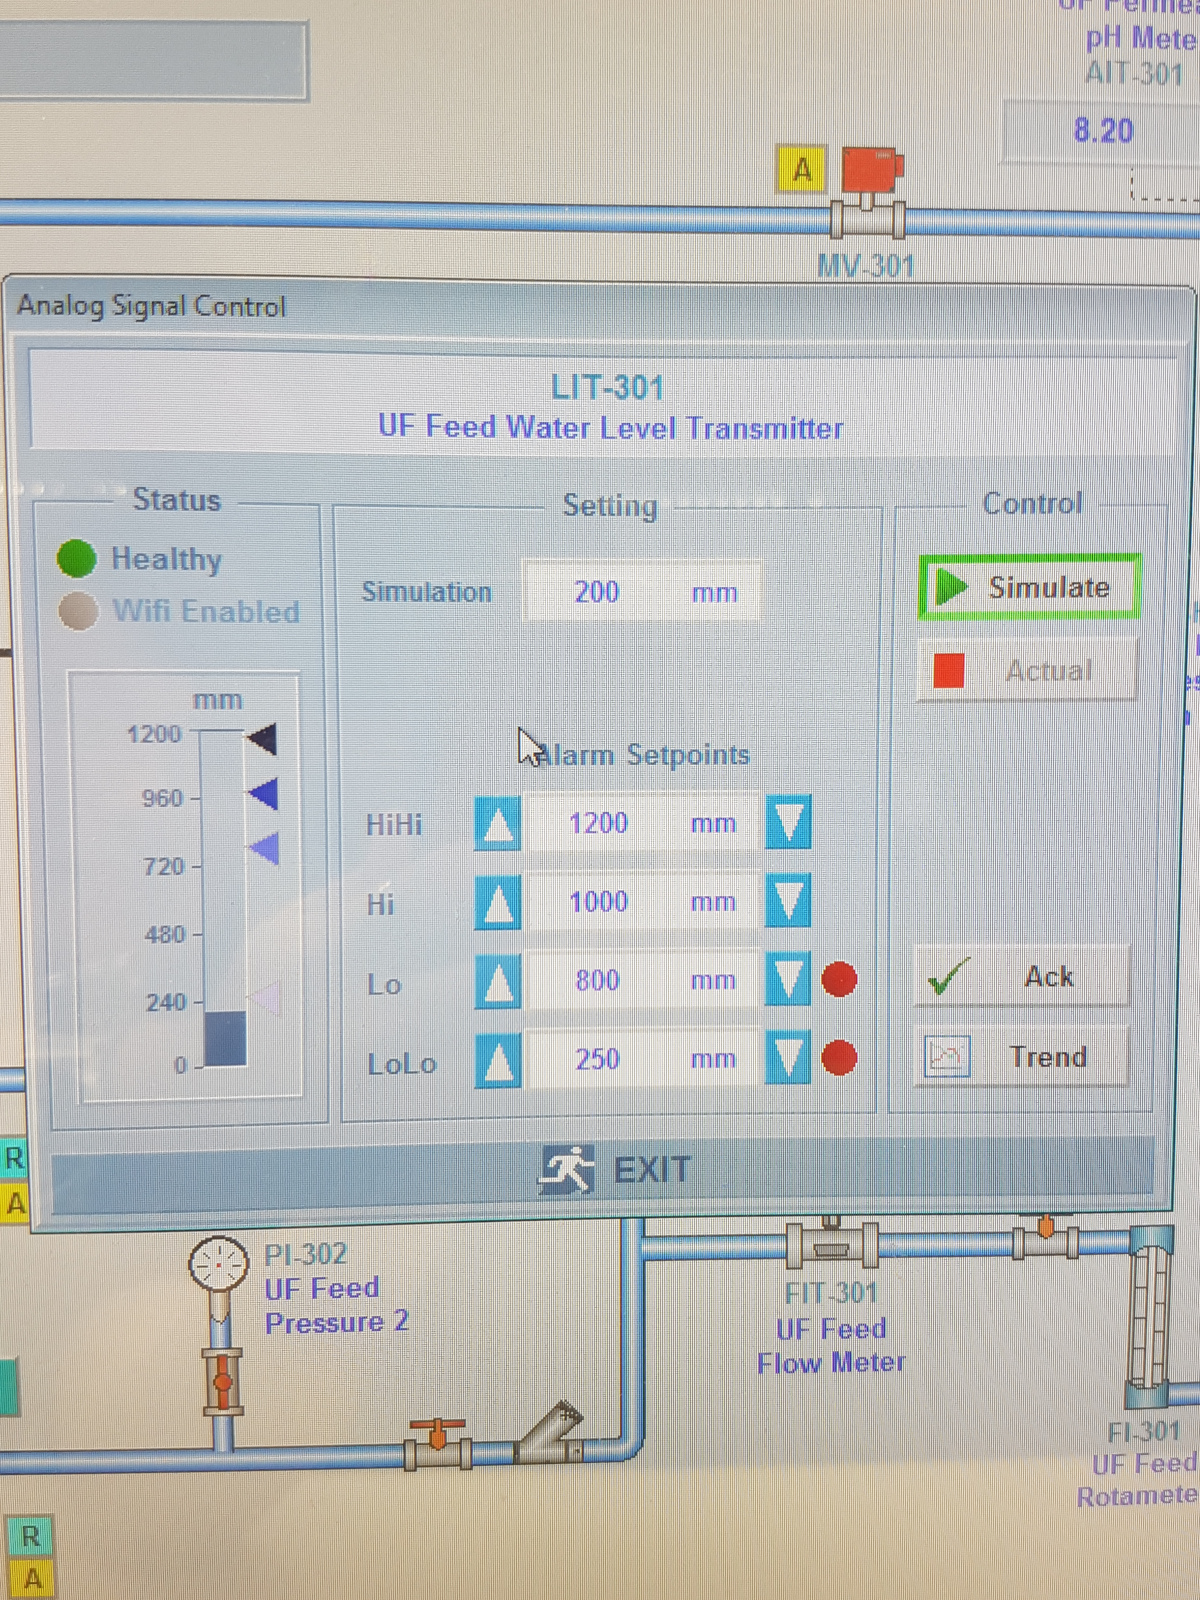 pH Mete
AIT-301
8.20
A
MV-301
Analog Signal Control
LIT-301
UF Feed Water Level Transmitter
Status
Setting
Control
Healthy
Wifi Enabled
Simulation 200 mm
Simulate
Actual
mm
1200
960
720
480
240
0
Alarm Setpoints
HiHi 1200 mm
Hi 1000 mm
Lo 800 mm
LoLo 250 mm
Ack
Trend
EXIT
R
A
PI-302
UF Feed
Pressure 2
FIT-301
UF Feed
Flow Meter
FI-301
UF Feed
Rotamete
R
A